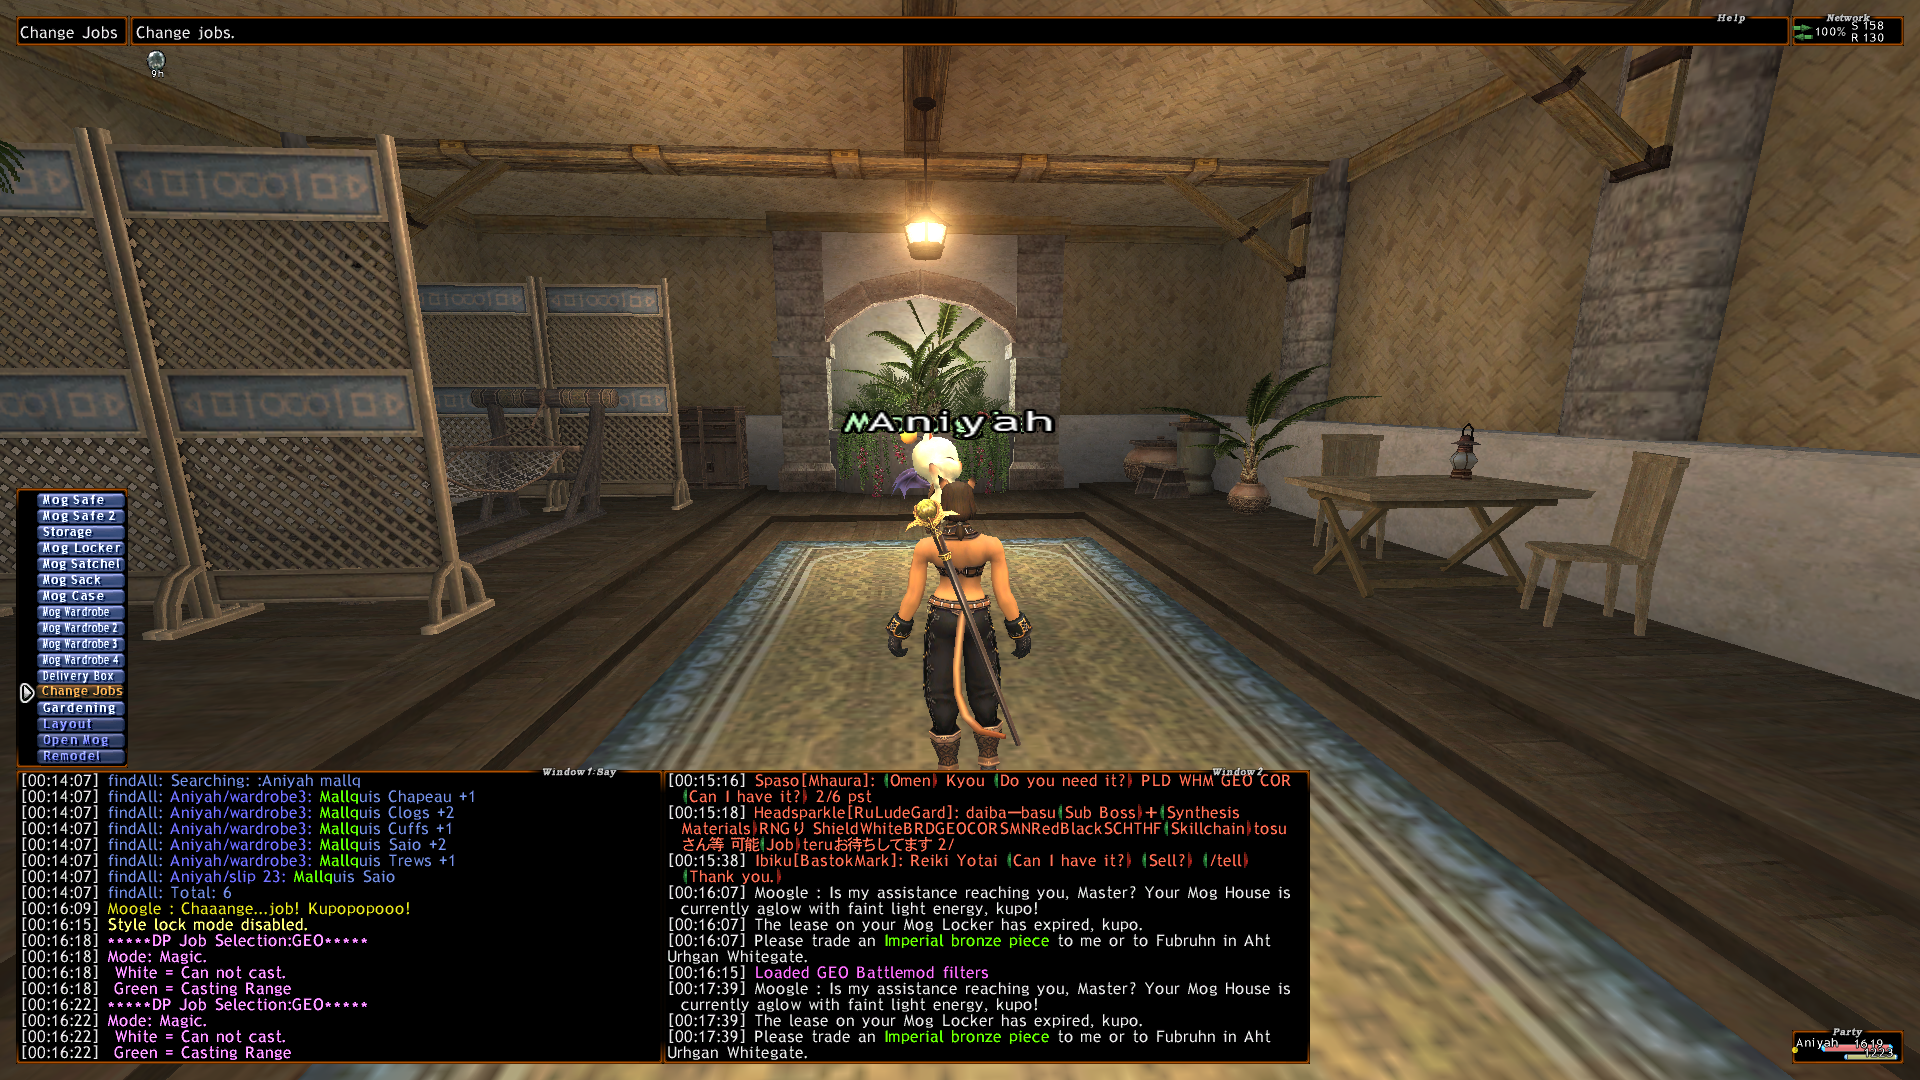 Change Jobs
Change jobs.
Help
Network
100%
S 158
R 130
9h
Aniyah
Mog Safe
Mog Safe 2
Storage
Mog Locker
Mog Satchel
Mog Sack
Mog Case
Mog Wardrobe
Mog Wardrobe 2
Mog Wardrobe 3
Mog Wardrobe 4
Delivery Box
Change Jobs
Gardening
Layout
Open Mog
Remodel
Window1:Say
[00:14:07] findAll: Searching: :Aniyah mallq
[00:14:07] findAll: Aniyah/wardrobe3: Mallquis Chapeau +1
[00:14:07] findAll: Aniyah/wardrobe3: Mallquis Clogs +2
[00:14:07] findAll: Aniyah/wardrobe3: Mallquis Cuffs +1
[00:14:07] findAll: Aniyah/wardrobe3: Mallquis Saio +2
[00:14:07] findAll: Aniyah/wardrobe3: Mallquis Trews +1
[00:14:07] findAll: Aniyah/slip 23: Mallquis Saio
[00:14:07] findAll: Total: 6
[00:16:09] Moogle : Chaaange...job! Kupopopooo!
[00:16:15] Style lock mode disabled.
[00:16:18] *****DP Job Selection:GEO*****
[00:16:18] Mode: Magic.
[00:16:18] White = Can not cast.
[00:16:18] Green = Casting Range
[00:16:22] *****DP Job Selection:GEO*****
[00:16:22] Mode: Magic.
[00:16:22] White = Can not cast.
[00:16:22] Green = Casting Range
Window2
[00:15:16] Spaso[Mhaura]: (Omen) Kyou (Do you need it?) PLD WHM GEO COR
(Can I have it?) 2/6 pst
[00:15:18] Headsparkle[RuLudeGard]: daiba—basu(Sub Boss)+(Synthesis
Materials)RNGり ShieldWhiteBRDGEOCORSMNRedBlackSCHTHF(Skillchain)tosu
さん等 可能(Job)teruお待ちしてます 2/
[00:15:38] Ibiku[BastokMark]: Reiki Yotai (Can I have it?) (Sell?) (/tell)
(Thank you.)
[00:16:07] Moogle : Is my assistance reaching you, Master? Your Mog House is
currently aglow with faint light energy, kupo!
[00:16:07] The lease on your Mog Locker has expired, kupo.
[00:16:07] Please trade an Imperial bronze piece to me or to Fubruhn in Aht
Urhgan Whitegate.
[00:16:15] Loaded GEO Battlemod filters
[00:17:39] Moogle : Is my assistance reaching you, Master? Your Mog House is
currently aglow with faint light energy, kupo!
[00:17:39] The lease on your Mog Locker has expired, kupo.
[00:17:39] Please trade an Imperial bronze piece to me or to Fubruhn in Aht
Urhgan Whitegate.
Party
Aniyah 1619
1223